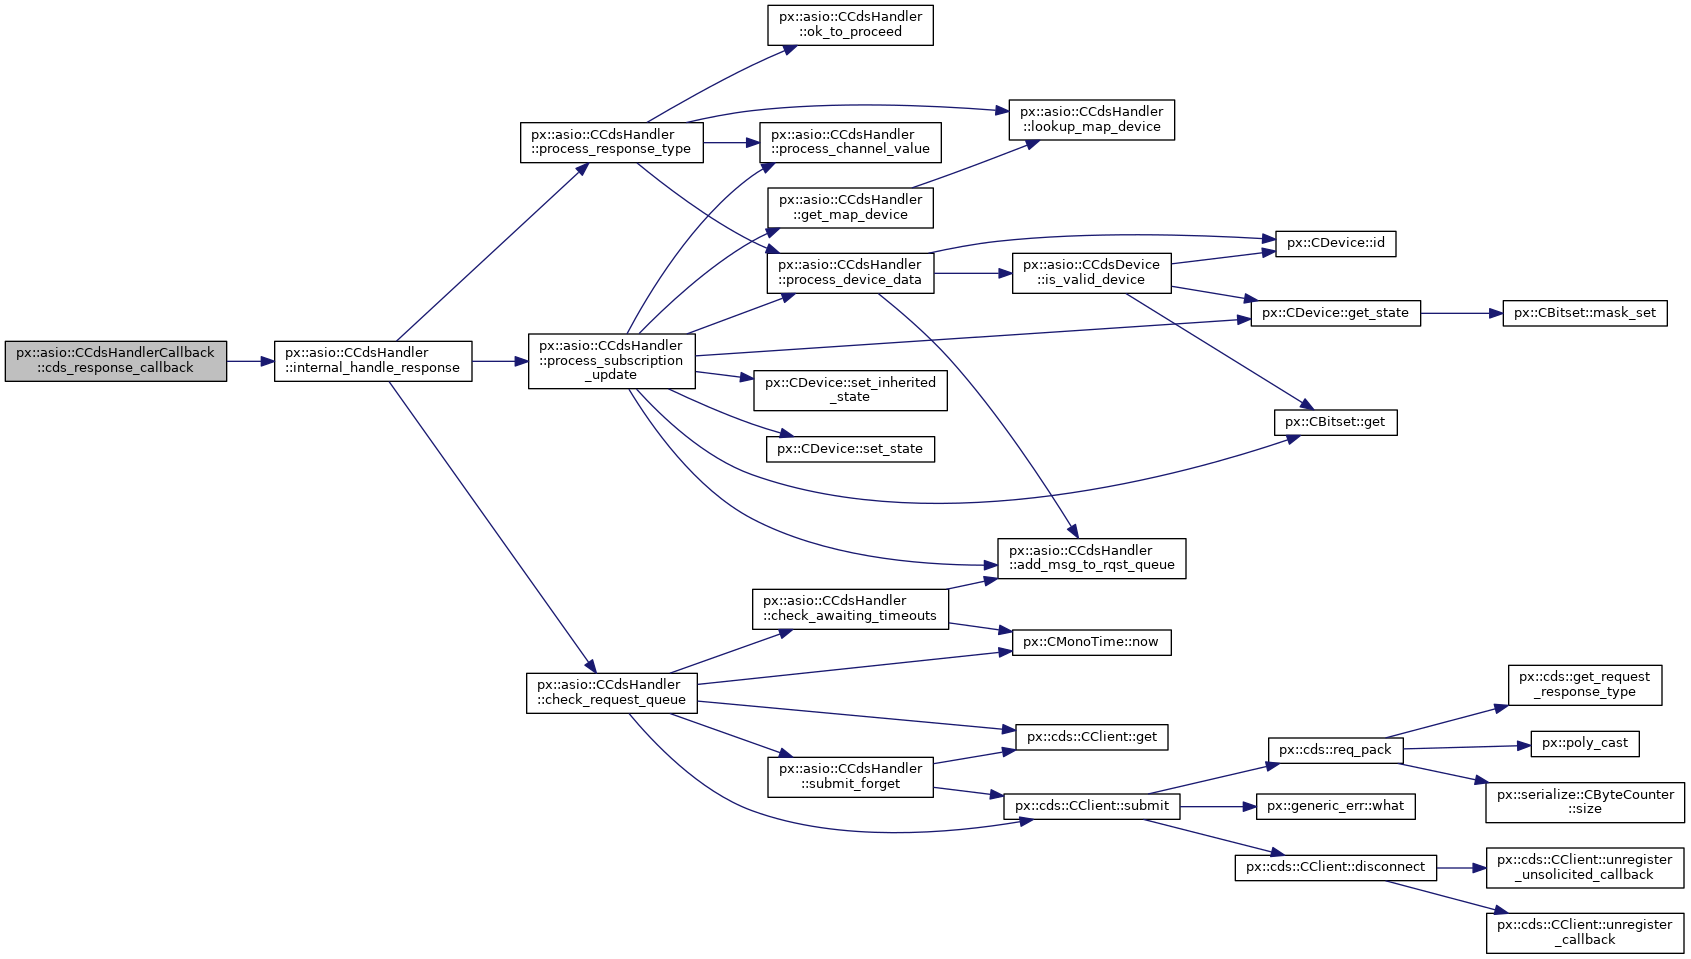 px::asio::CCdsHandlerCallback
::cds_response_callback
px::asio::CCdsHandler
::internal_handle_response
px::asio::CCdsHandler
::process_response_type
px::asio::CCdsHandler
::process_subscription
_update
px::asio::CCdsHandler
::check_request_queue
px::asio::CCdsHandler
::ok_to_proceed
px::asio::CCdsHandler
::process_channel_value
px::asio::CCdsHandler
::get_map_device
px::asio::CCdsHandler
::process_device_data
px::CDevice::set_inherited
_state
px::CDevice::set_state
px::asio::CCdsHandler
::check_awaiting_timeouts
px::asio::CCdsHandler
::submit_forget
px::asio::CCdsHandler
::lookup_map_device
px::asio::CCdsDevice
::is_valid_device
px::asio::CCdsHandler
::add_msg_to_rqst_queue
px::CMonoTime::now
px::cds::CClient::get
px::cds::CClient::submit
px::CDevice::id
px::CDevice::get_state
px::CBitset::get
px::cds::req_pack
px::generic_err::what
px::cds::CClient::disconnect
px::CBitset::mask_set
px::cds::get_request
_response_type
px::poly_cast
px::serialize::CByteCounter
::size
px::cds::CClient::unregister
_unsolicited_callback
px::cds::CClient::unregister
_callback